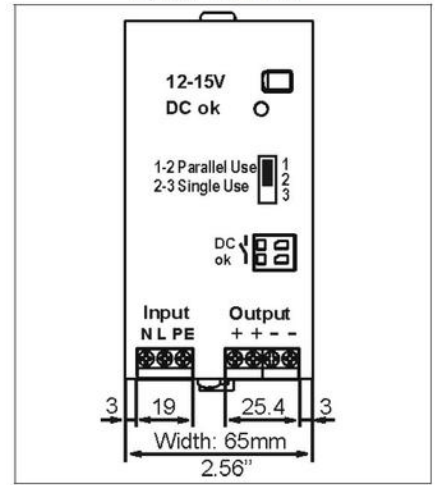 12-15V
DC ok
1-2 Parallel Use
2-3 Single Use
1
2
3
DC
ok
Input
Output
N L PE
+ + - -
3
19
25.4
3
Width: 65mm
2.56"